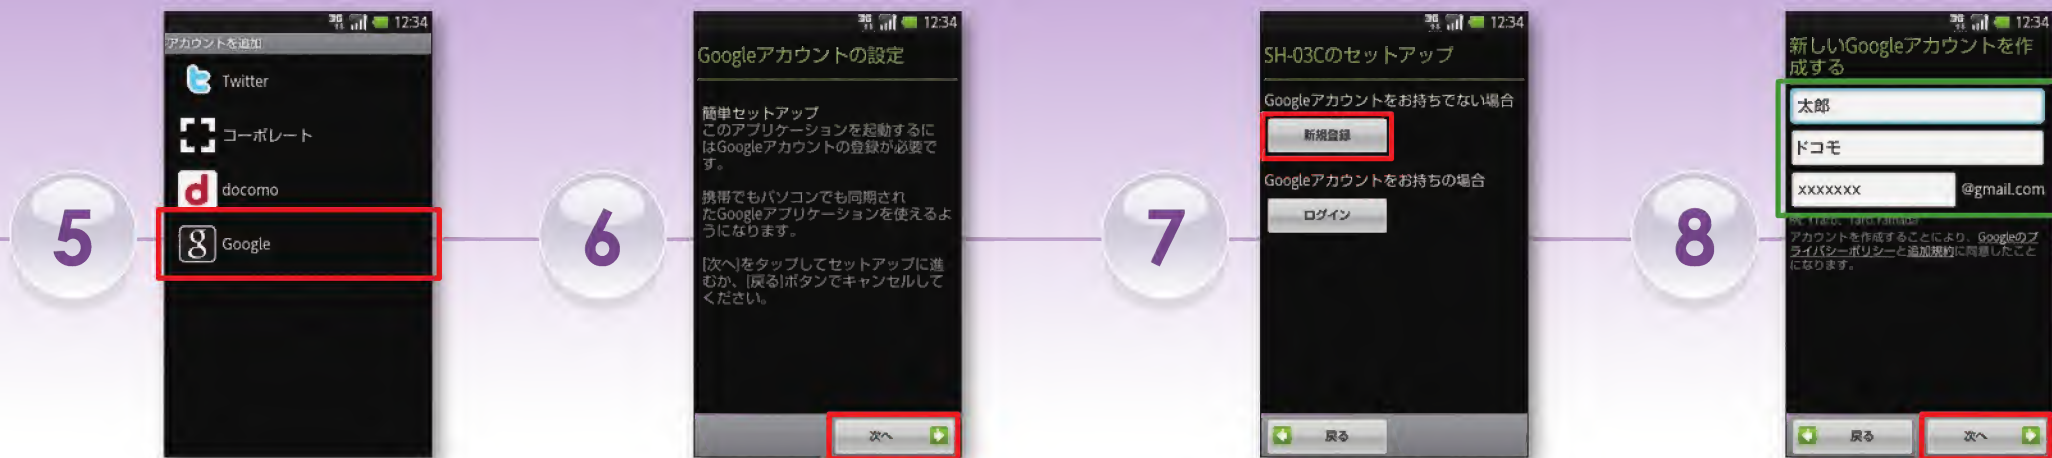 5
3G 12:34
アカウントを追加
Twitter
コーポレート
docomo
Google
6
3G 12:34
Googleアカウントの設定
簡単セットアップ
このアプリケーションを起動するに
はGoogleアカウントの登録が必要で
す。
携帯でもパソコンでも同期され
たGoogleアプリケーションを使えるよ
うになります。
[次へ]をタップしてセットアップに進
むか、[戻る]ボタンでキャンセルして
ください。
次へ
7
3G 12:34
SH-03Cのセットアップ
Googleアカウントをお持ちでない場合
新規登録
Googleアカウントをお持ちの場合
ログイン
戻る
8
3G 12:34
新しいGoogleアカウントを作
成する
太郎
ドコモ
xxxxxxx @gmail.com
アカウントを作成することにより、Googleのプ
ライバシーポリシーと追加規約に同意したこと
になります。
戻る 次へ